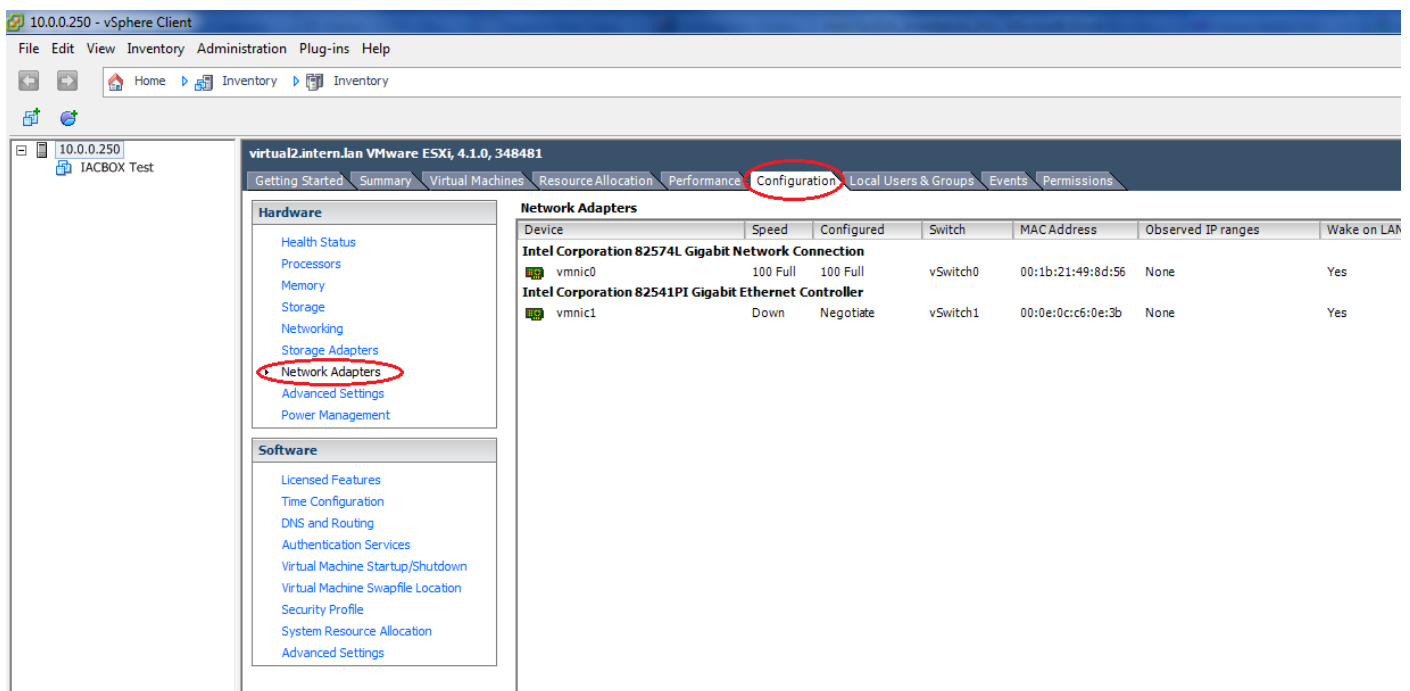 10.0.0.250 - vSphere Client
File Edit View Inventory Administration Plug-ins Help
Home Inventory Inventory
10.0.0.250
IACBOX Test
virtual2.intern.lan VMware ESXi, 4.1.0, 348481
Getting Started Summary Virtual Machines Resource Allocation Performance Configuration Local Users & Groups Events Permissions
Hardware
Health Status
Processors
Memory
Storage
Networking
Storage Adapters
Network Adapters
Advanced Settings
Power Management
Software
Licensed Features
Time Configuration
DNS and Routing
Authentication Services
Virtual Machine Startup/Shutdown
Virtual Machine Swapfile Location
Security Profile
System Resource Allocation
Advanced Settings
Network Adapters
Device Speed Configured Switch MAC Address Observed IP ranges Wake on LAN
Intel Corporation 82574L Gigabit Network Connection
vmnic0 100 Full 100 Full vSwitch0 00:1b:21:49:8d:56 None Yes
Intel Corporation 82541PI Gigabit Ethernet Controller
vmnic1 Down Negotiate vSwitch1 00:0e:0c:c6:0e:3b None Yes